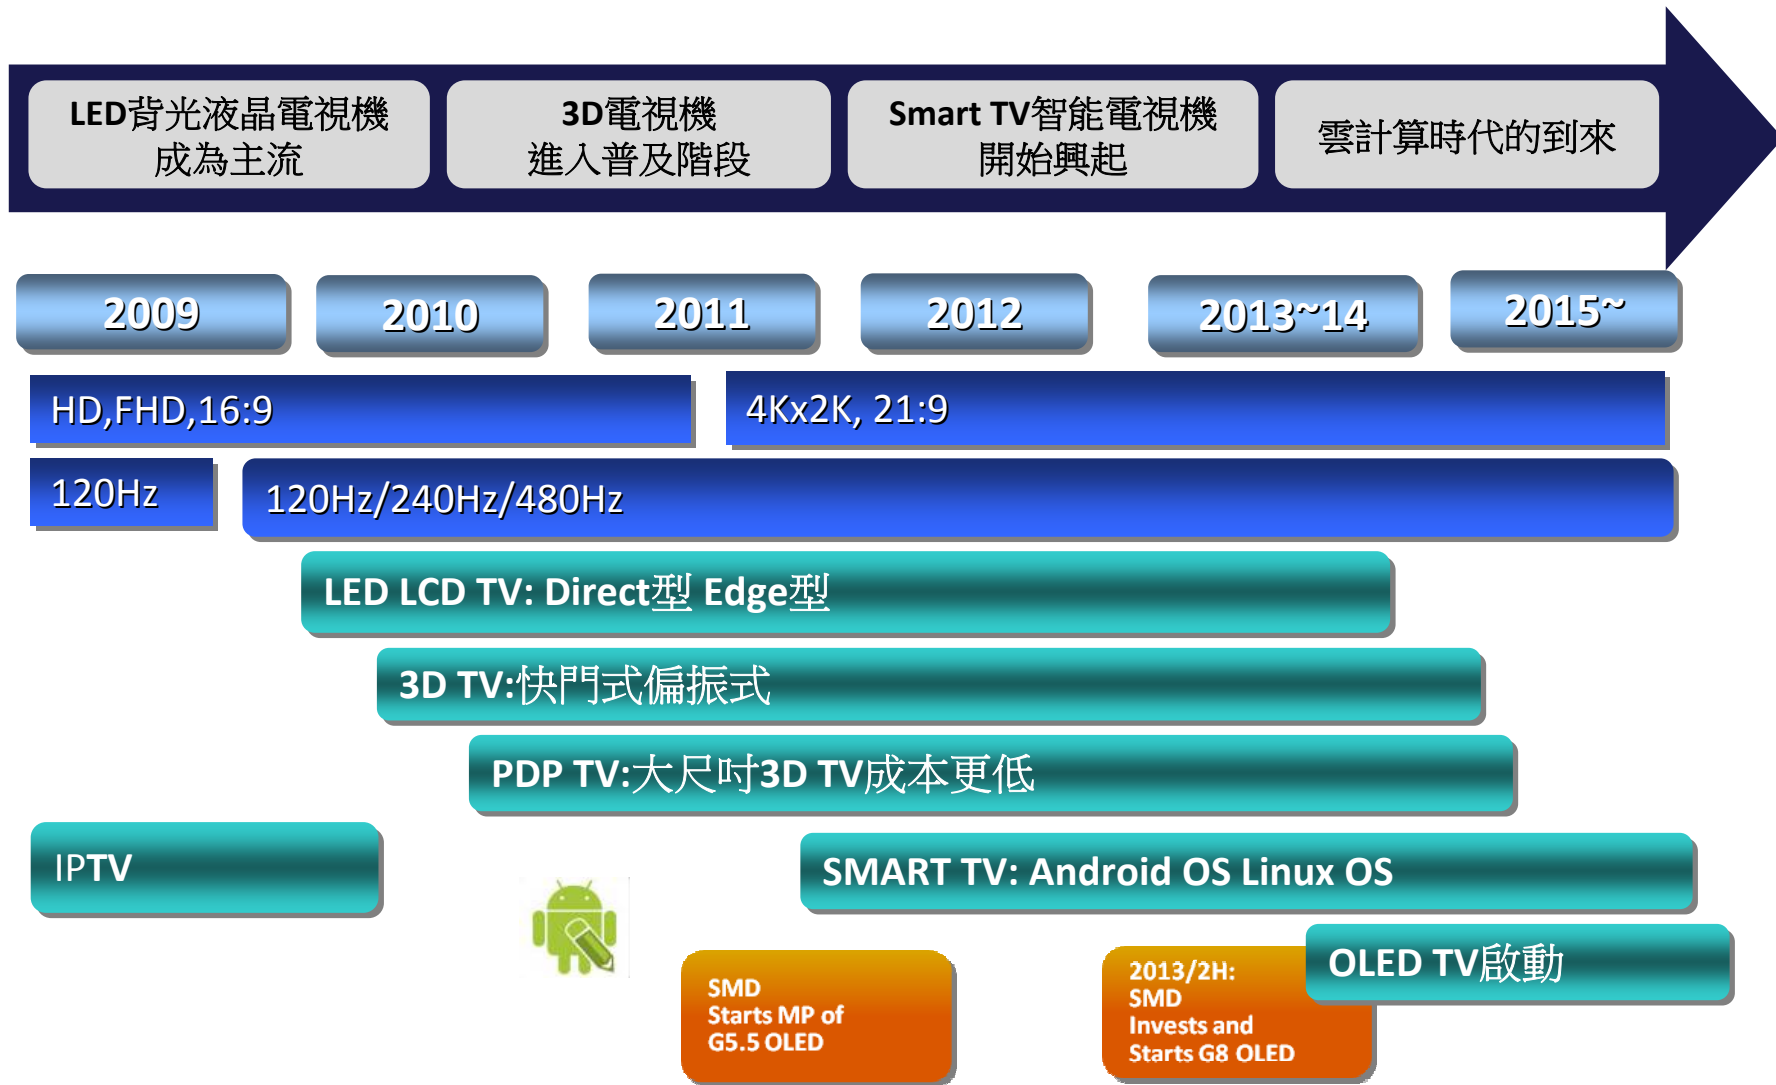 LED背光液晶電視機
成為主流
3D電視機
進入普及階段
Smart TV智能電視機
開始興起
雲計算時代的到來
2009
2010
2011
2012
2013~14
2015~
HD,FHD,16:9
4Kx2K, 21:9
120Hz
120Hz/240Hz/480Hz
LED LCD TV: Direct型 Edge型
3D TV:快門式偏振式
PDP TV:大尺吋3D TV成本更低
IPTV
SMART TV: Android OS Linux OS
OLED TV啟動
SMD
Starts MP of
G5.5 OLED
2013/2H:
SMD
Invests and
Starts G8 OLED